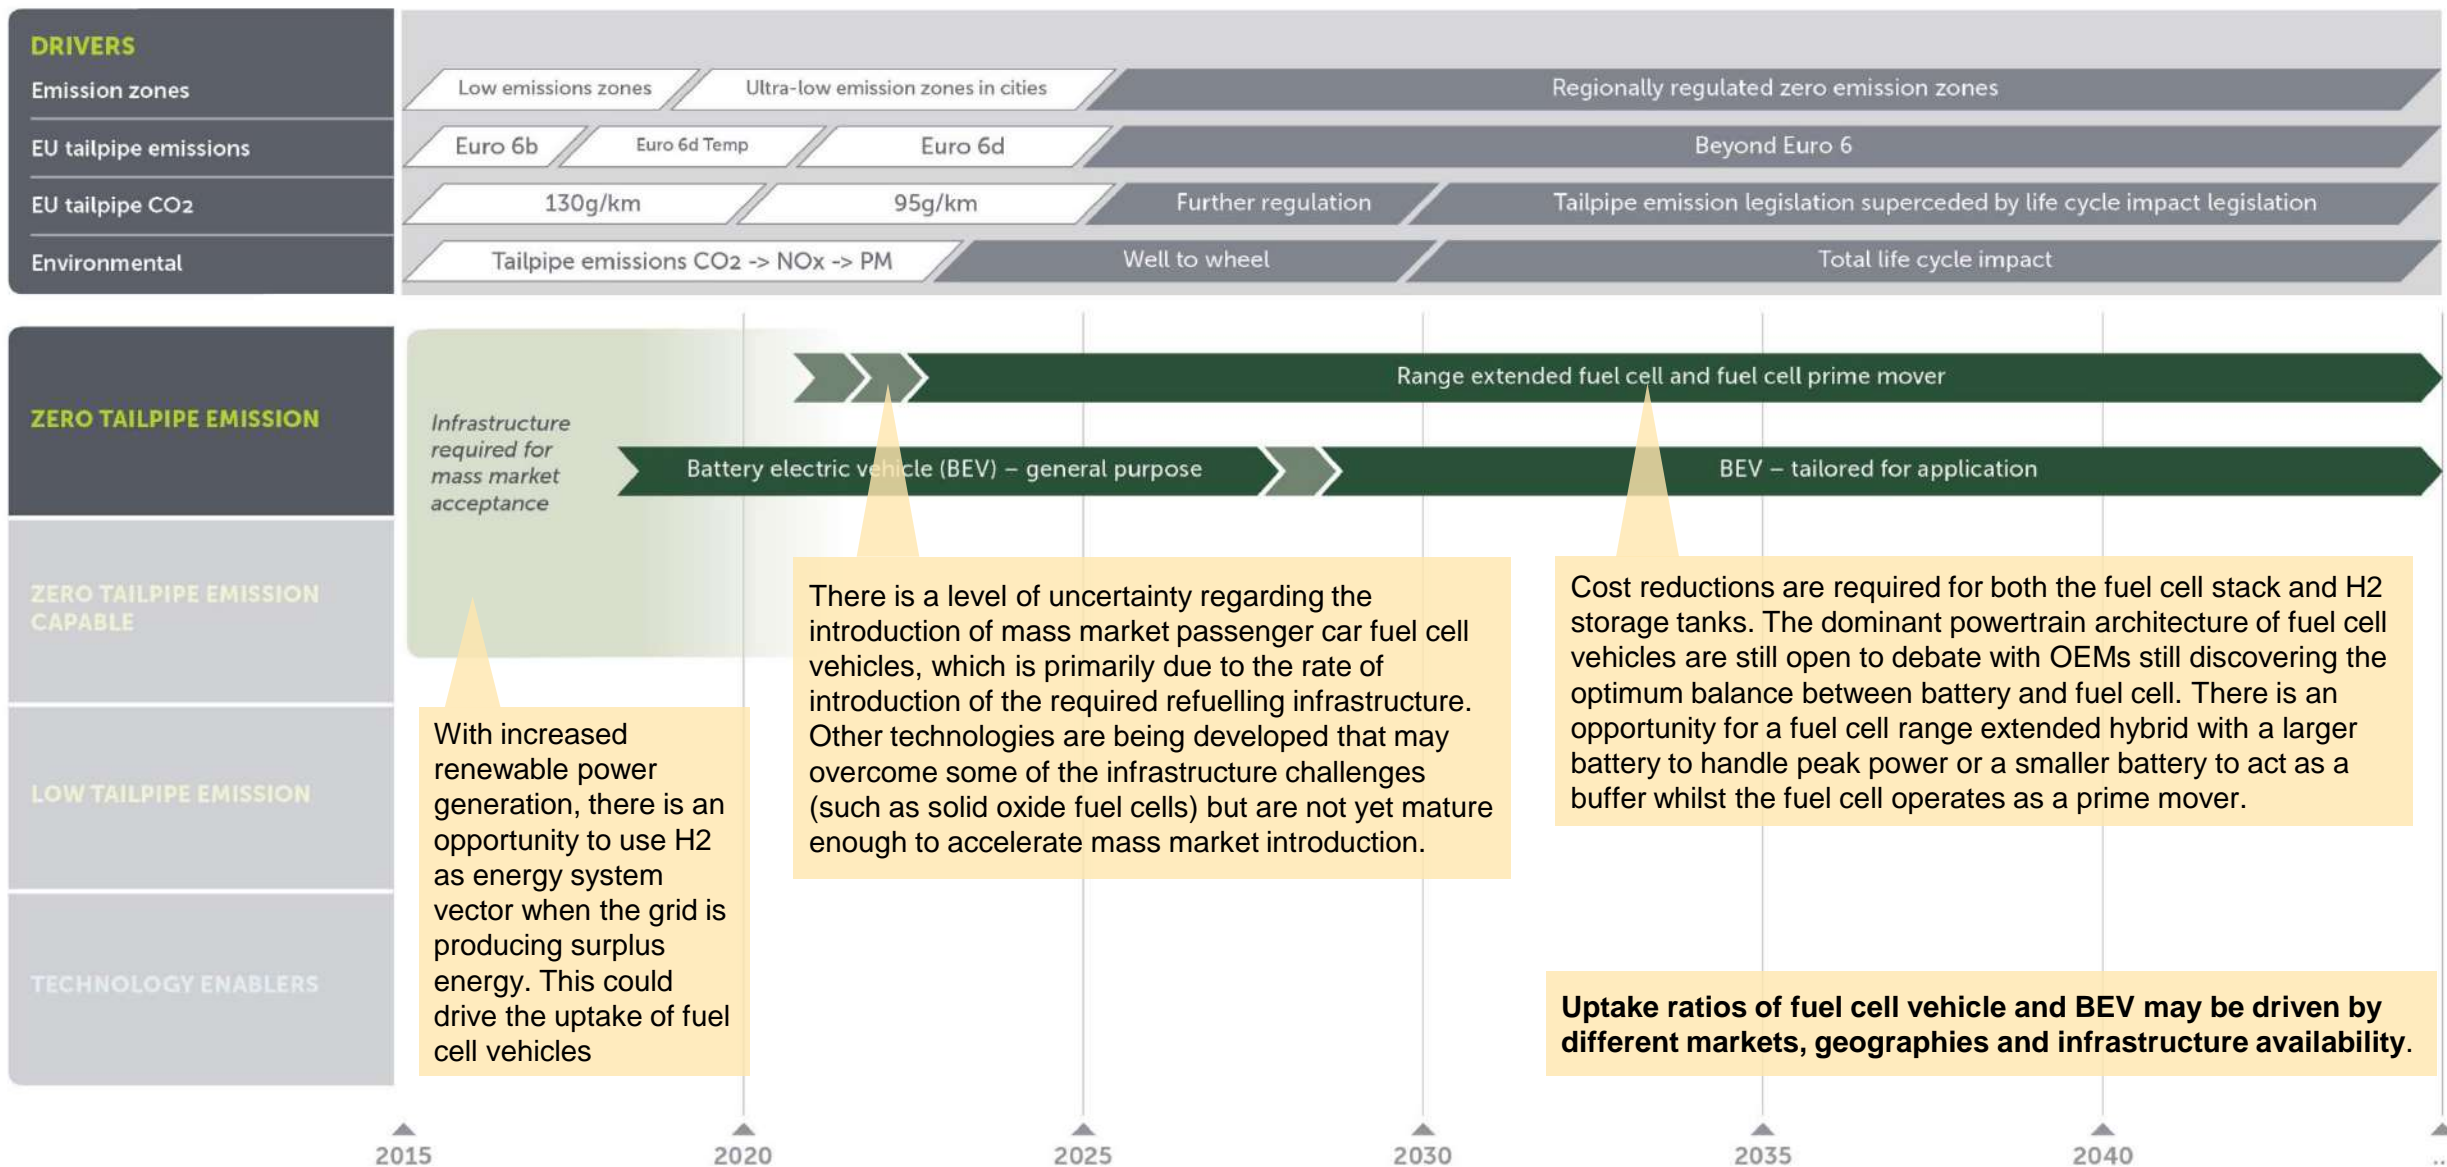 DRIVERS
Emission zones
Low emissions zones
Ultra-low emission zones in cities
Regionally regulated zero emission zones
EU tailpipe emissions
Euro 6b
Euro 6d Temp
Euro 6d
Beyond Euro 6
EU tailpipe CO2
130g/km
95g/km
Further regulation
Tailpipe emission legislation superceded by life cycle impact legislation
Environmental
Tailpipe emissions CO2 -> NOx -> PM
Well to wheel
Total life cycle impact
ZERO TAILPIPE EMISSION
Infrastructure
required for
mass market
acceptance
Range extended fuel cell and fuel cell prime mover
Battery electric vehicle (BEV) – general purpose
BEV – tailored for application
ZERO TAILPIPE EMISSION
CAPABLE
LOW TAILPIPE EMISSION
TECHNOLOGY ENABLERS
With increased
renewable power
generation, there is an
opportunity to use H2
as energy system
vector when the grid is
producing surplus
energy. This could
drive the uptake of fuel
cell vehicles
There is a level of uncertainty regarding the
introduction of mass market passenger car fuel cell
vehicles, which is primarily due to the rate of
introduction of the required refuelling infrastructure.
Other technologies are being developed that may
overcome some of the infrastructure challenges
(such as solid oxide fuel cells) but are not yet mature
enough to accelerate mass market introduction.
Cost reductions are required for both the fuel cell stack and H2
storage tanks. The dominant powertrain architecture of fuel cell
vehicles are still open to debate with OEMs still discovering the
optimum balance between battery and fuel cell. There is an
opportunity for a fuel cell range extended hybrid with a larger
battery to handle peak power or a smaller battery to act as a
buffer whilst the fuel cell operates as a prime mover.
Uptake ratios of fuel cell vehicle and BEV may be driven by
different markets, geographies and infrastructure availability.
2015
2020
2025
2030
2035
2040
..